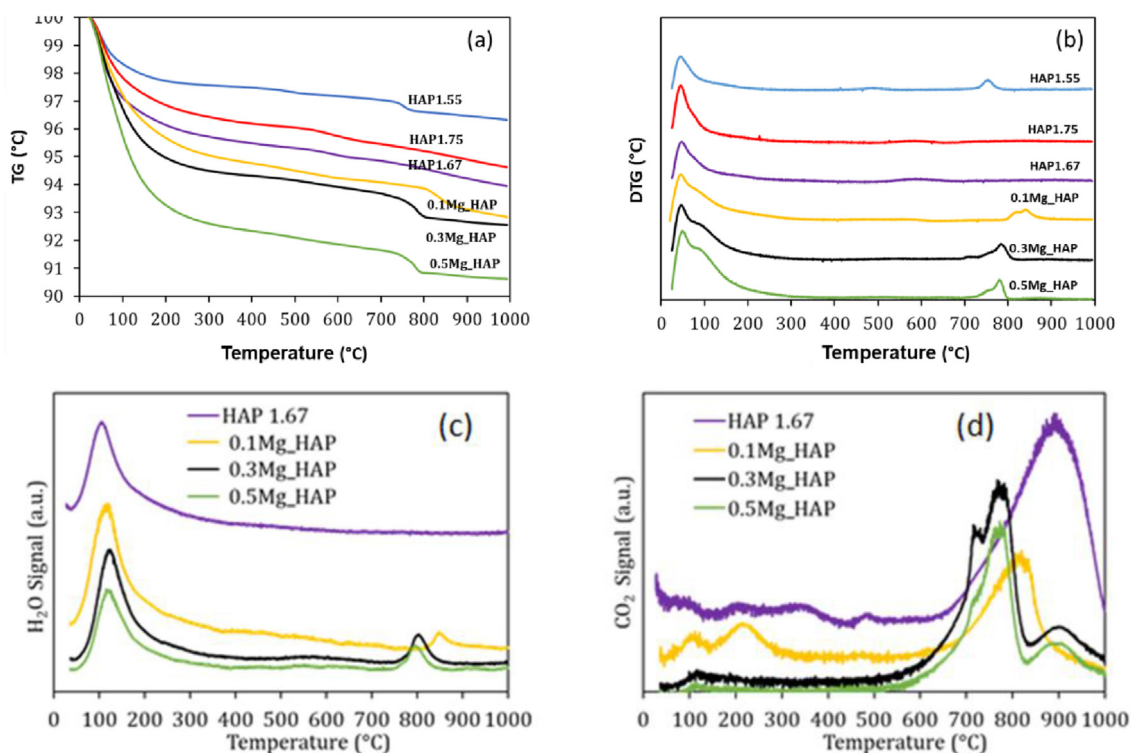 (a)
TG (°C)
100
99
98
97
96
95
94
93
92
91
90
HAP1.55
HAP1.75
HAP1.67
0.1Mg_HAP
0.3Mg_HAP
0.5Mg_HAP
0 100 200 300 400 500 600 700 800 900 1000
Temperature (°C)
(b)
DTG (°C)
HAP1.55
HAP1.75
HAP1.67
0.1Mg_HAP
0.3Mg_HAP
0.5Mg_HAP
0 100 200 300 400 500 600 700 800 900 1000
Temperature (°C)
(c)
HAP 1.67
0.1Mg_HAP
0.3Mg_HAP
0.5Mg_HAP
H2O Signal (a.u.)
0 100 200 300 400 500 600 700 800 900 1000
Temperature (°C)
(d)
HAP 1.67
0.1Mg_HAP
0.3Mg_HAP
0.5Mg_HAP
CO2 Signal (a.u.)
0 100 200 300 400 500 600 700 800 900 1000
Temperature (°C)